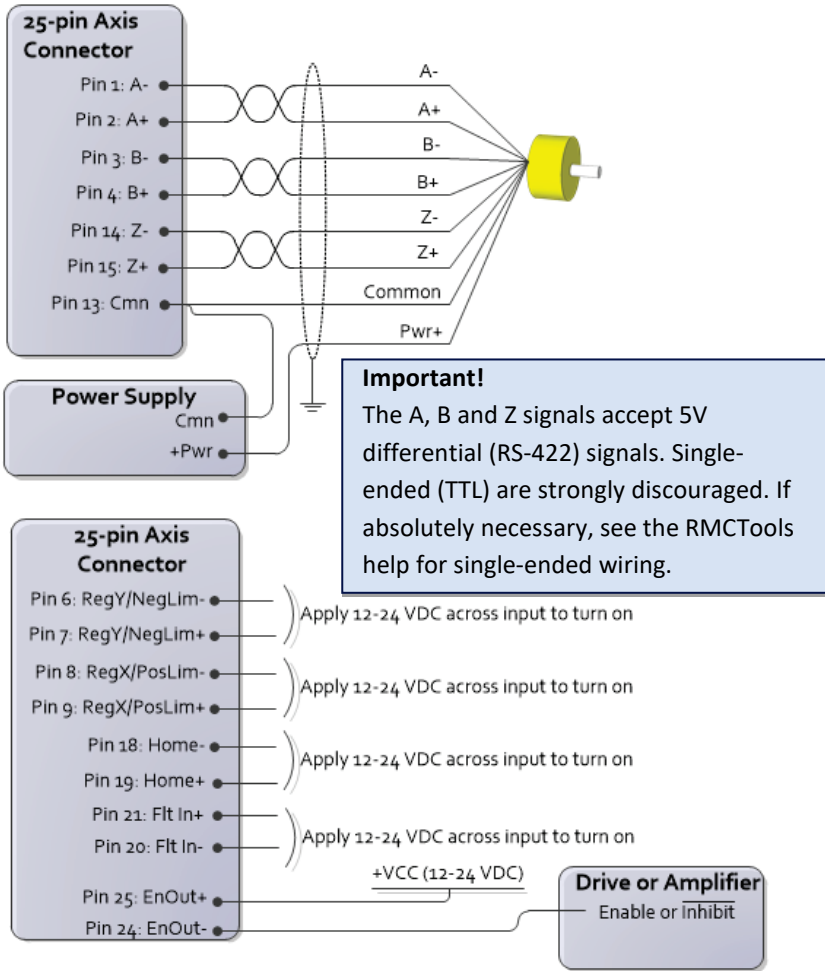 25-pin Axis
Connector
Pin 1: A-
Pin 2: A+
Pin 3: B-
Pin 4: B+
Pin 14: Z-
Pin 15: Z+
Pin 13: Cmn
A-
A+
B-
B+
Z-
Z+
Common
Pwr+
Power Supply
Cmn
+Pwr
Important!
The A, B and Z signals accept 5V
differential (RS-422) signals. Single-
ended (TTL) are strongly discouraged. If
absolutely necessary, see the RMCTools
help for single-ended wiring.
25-pin Axis
Connector
Pin 6: RegY/NegLim-
Pin 7: RegY/NegLim+
Apply 12-24 VDC across input to turn on
Pin 8: RegX/PosLim-
Pin 9: RegX/PosLim+
Apply 12-24 VDC across input to turn on
Pin 18: Home-
Pin 19: Home+
Apply 12-24 VDC across input to turn on
Pin 21: Flt In+
Pin 20: Flt In-
Apply 12-24 VDC across input to turn on
Pin 25: EnOut+
Pin 24: EnOut-
+VCC (12-24 VDC)
Drive or Amplifier
Enable or Inhibit